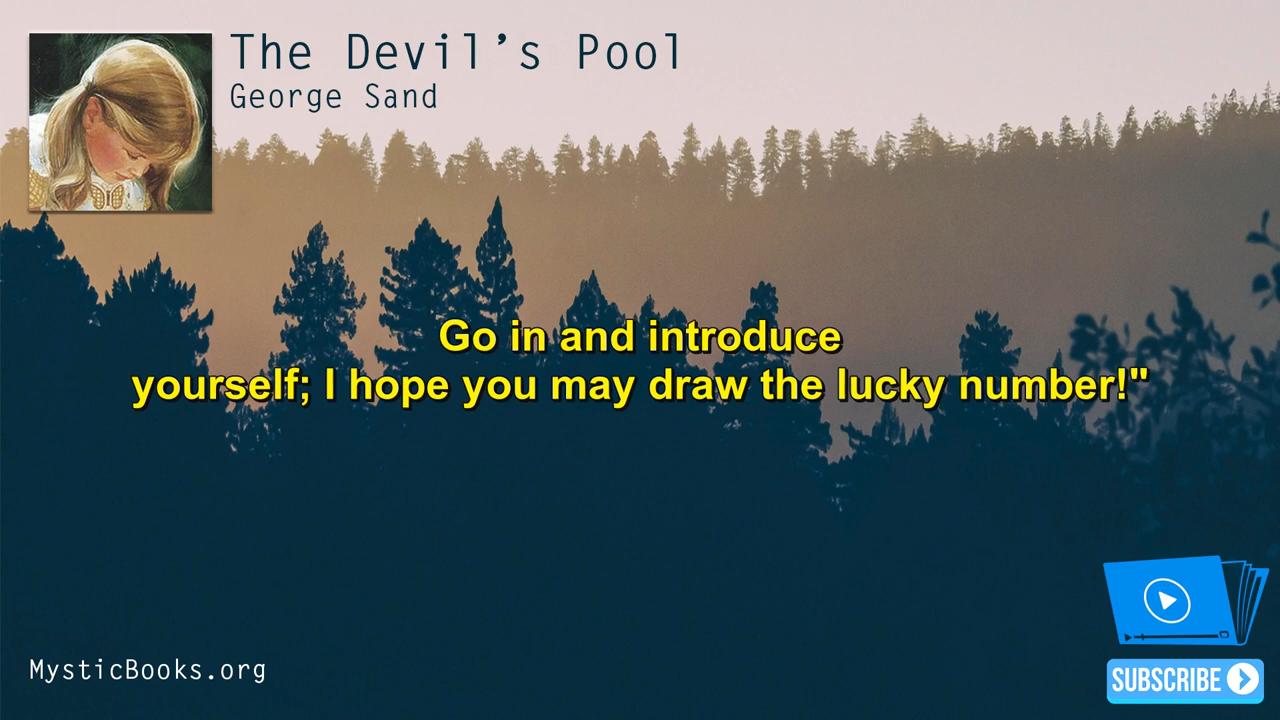 The Devil’s Pool
George Sand
Go in and introduce
yourself; I hope you may draw the lucky number!"
MysticBooks.org
SUBSCRIBE